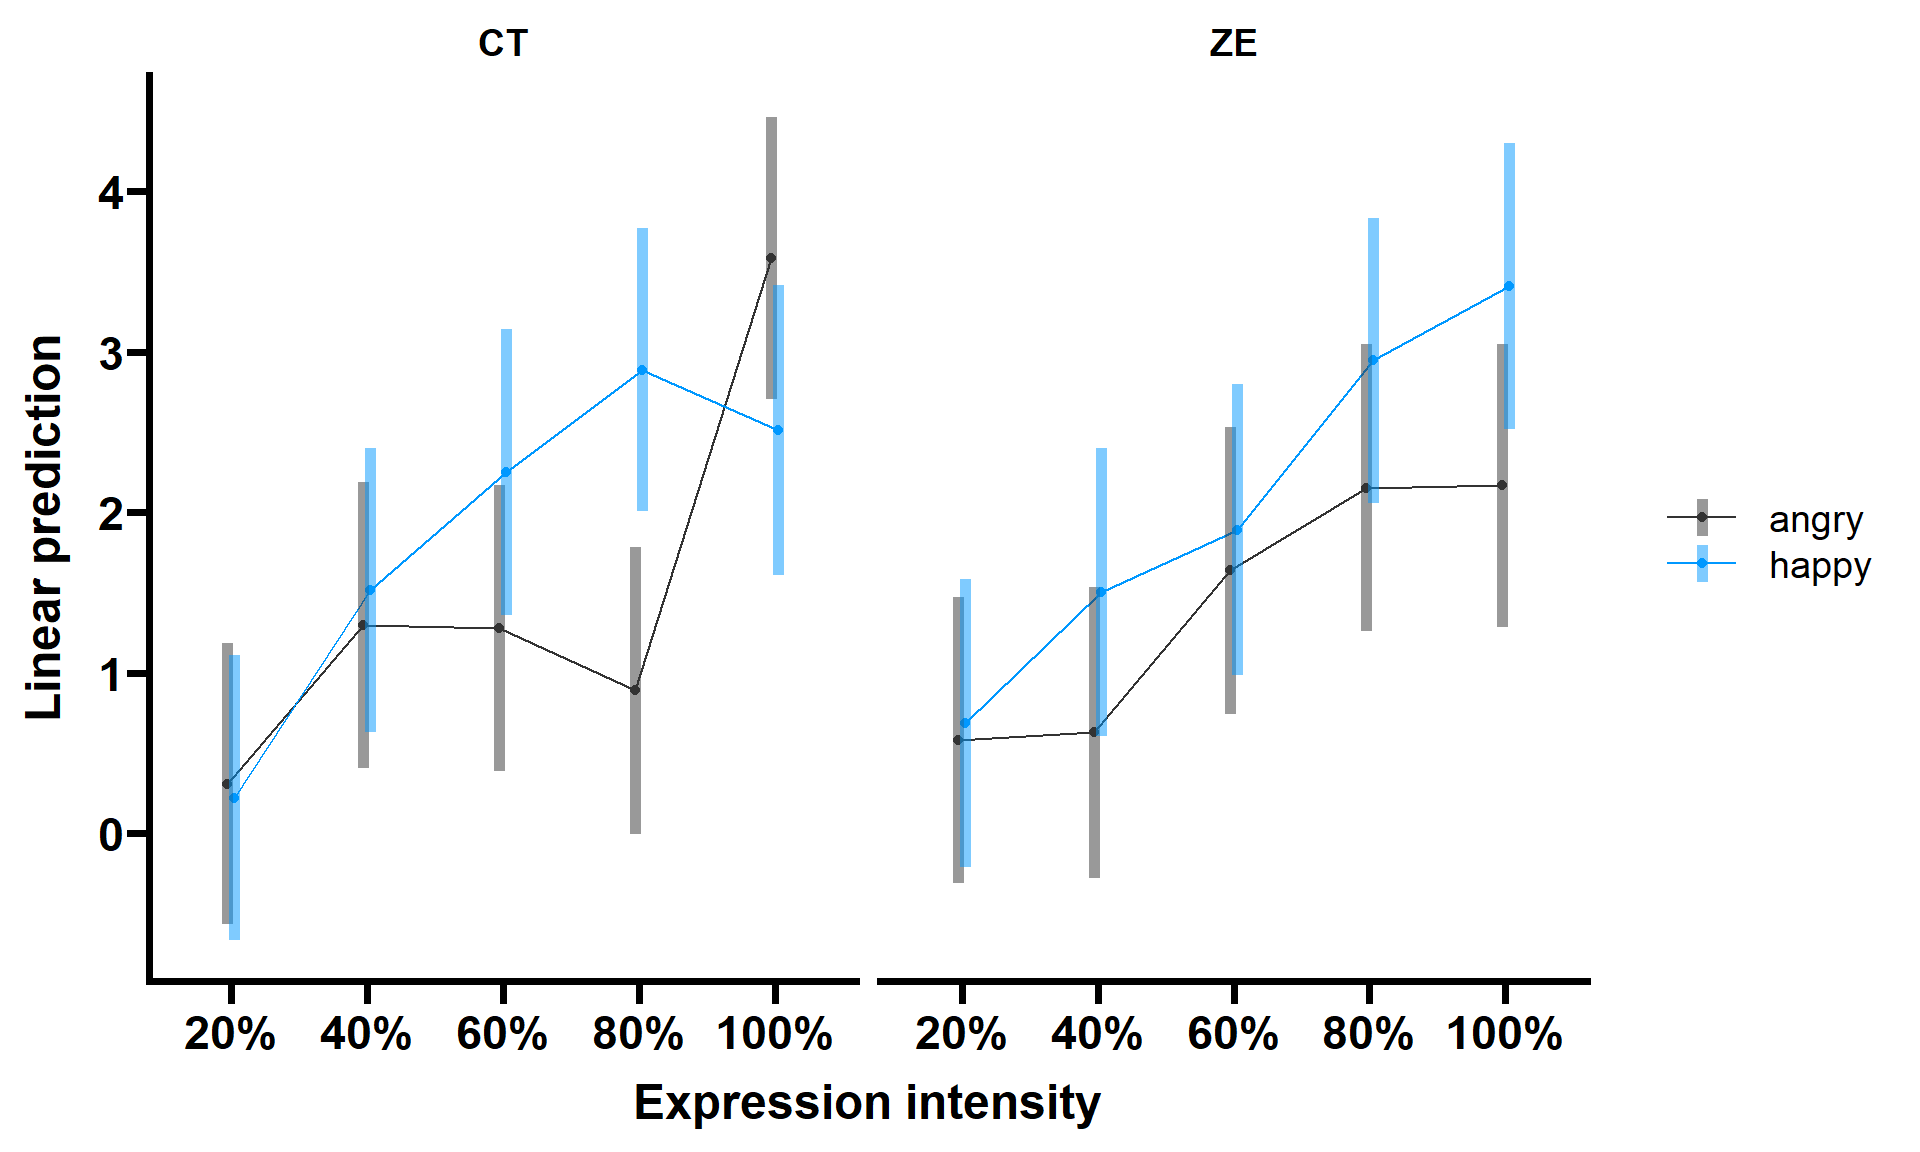 CT
ZE
Linear prediction
4
3
2
1
0
20% 40% 60% 80% 100%
20% 40% 60% 80% 100%
Expression intensity
angry
happy